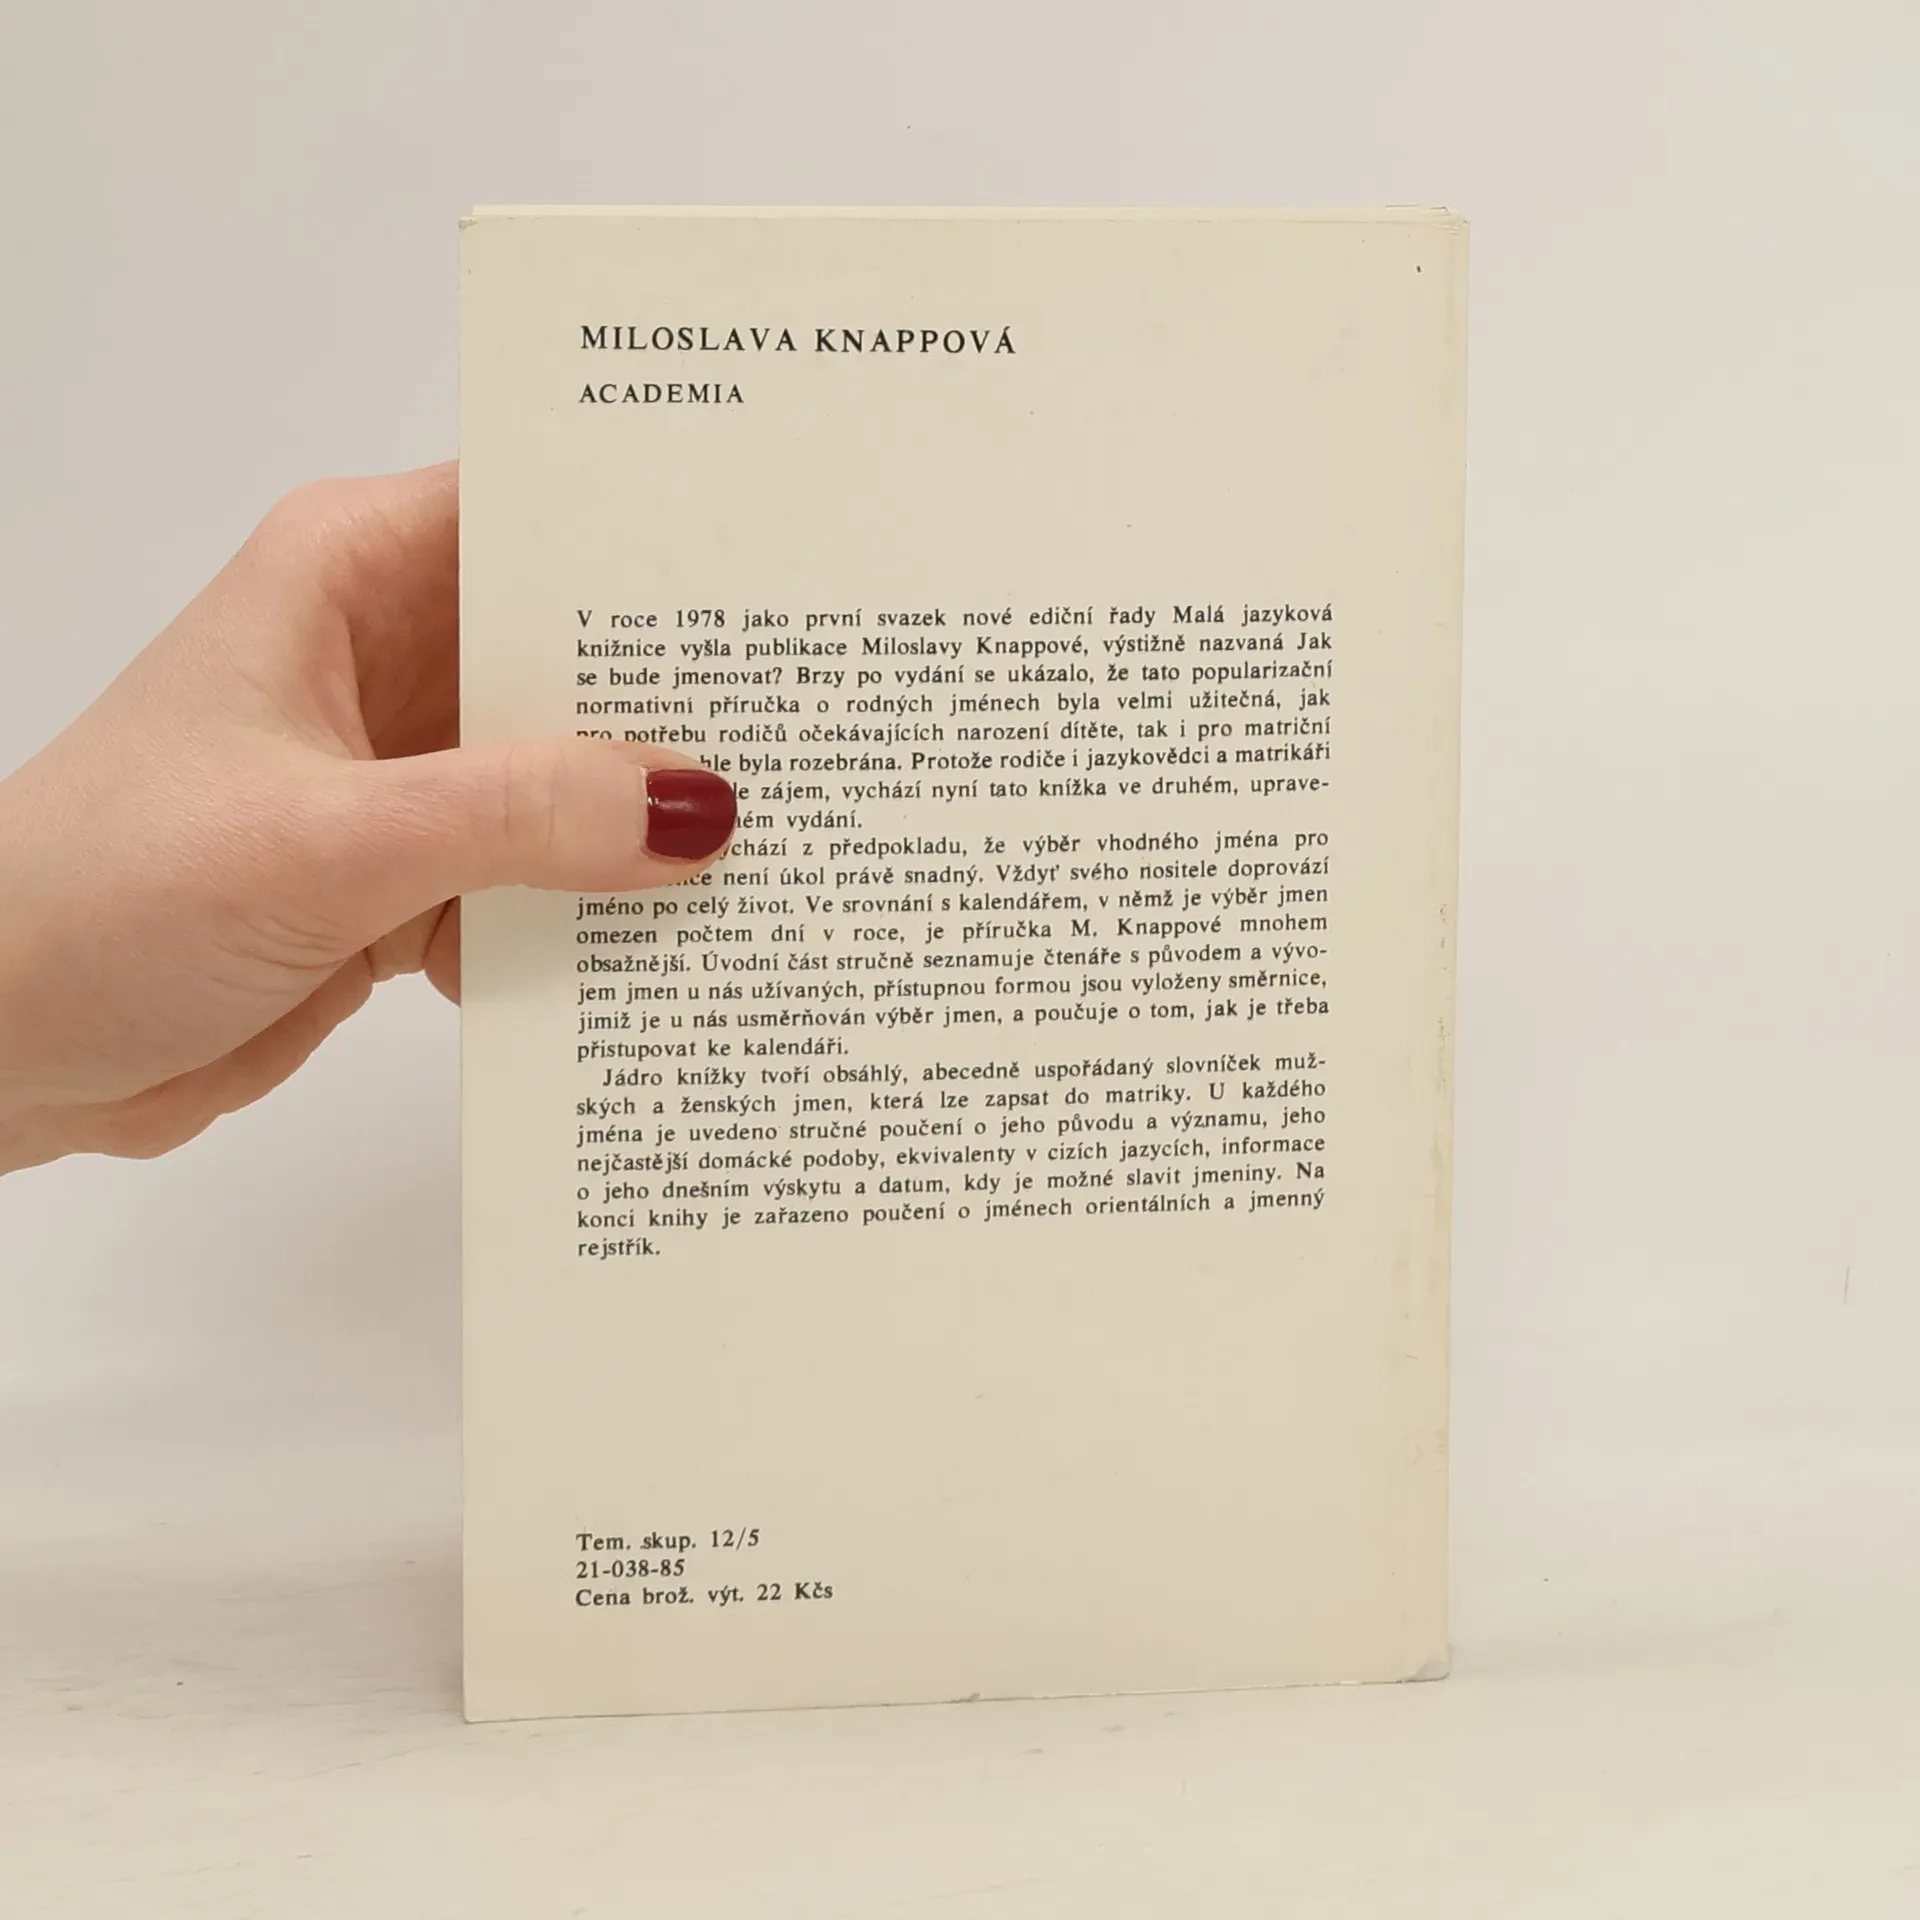 MILOSLAVA KNAPPOVÁ
ACADEMIA
V roce 1978 jako první svazek nové ediční řady Malá jazyková
knižnice vyšla publikace Miloslavy Knappové, výstižně nazvaná Jak
se bude jmenovat? Brzy po vydání se ukázalo, že tato popularizační
normativní příručka o rodných jménech byla velmi užitečná, jak
pro potřebu rodičů očekávajících narození dítěte, tak i pro matriční
byla rozebrána. Protože rodiče i jazykovědci a matrikáři
zájem, vychází nyní tato knížka ve druhém, uprave-
vydání.
z předpokladu, že výběr vhodného jména pro
není úkol právě snadný. Vždyť svého nositele doprovází
jméno po celý život. Ve srovnání s kalendářem, v němž je výběr jmen
omezen počtem dní v roce, je příručka M. Knappové mnohem
obsažnější. Úvodní část stručně seznamuje čtenáře s původem a vývo-
jem jmen u nás užívaných, přístupnou formou jsou vyloženy směrnice,
jimiž je u nás usměrňován výběr jmen, a poučuje o tom, jak je třeba
přistupovat ke kalendáři.
Jádro knížky tvoří obsáhlý, abecedně uspořádaný slovníček muž-
ských a ženských jmen, která lze zapsat do matriky. U každého
jména je uvedeno stručné poučení o jeho původu a významu, jeho
nejčastější domácké podoby, ekvivalenty v cizích jazycích, informace
o jeho dnešním výskytu a datum, kdy je možné slavit jmeniny. Na
konci knihy je zařazeno poučení o jménech orientálních a jmenný
rejstřík.
Tem. skup. 12/5
21-038-85
Cena brož. výt. 22 Kčs